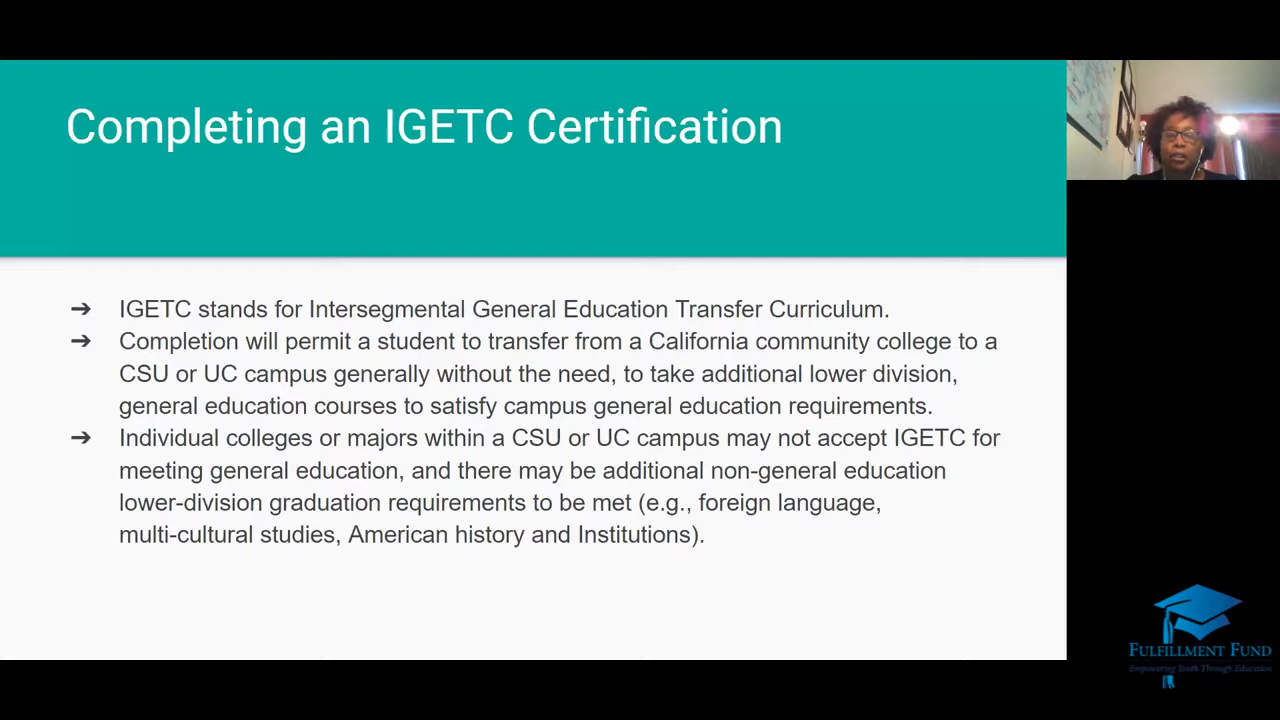 Completing an IGETC Certification
➔ IGETC stands for Intersegmental General Education Transfer Curriculum.
➔ Completion will permit a student to transfer from a California community college to a
CSU or UC campus generally without the need, to take additional lower division,
general education courses to satisfy campus general education requirements.
➔ Individual colleges or majors within a CSU or UC campus may not accept IGETC for
meeting general education, and there may be additional non-general education
lower-division graduation requirements to be met (e.g., foreign language,
multi-cultural studies, American history and Institutions).
FULFILLMENT FUND
Empowering Youth Through Education